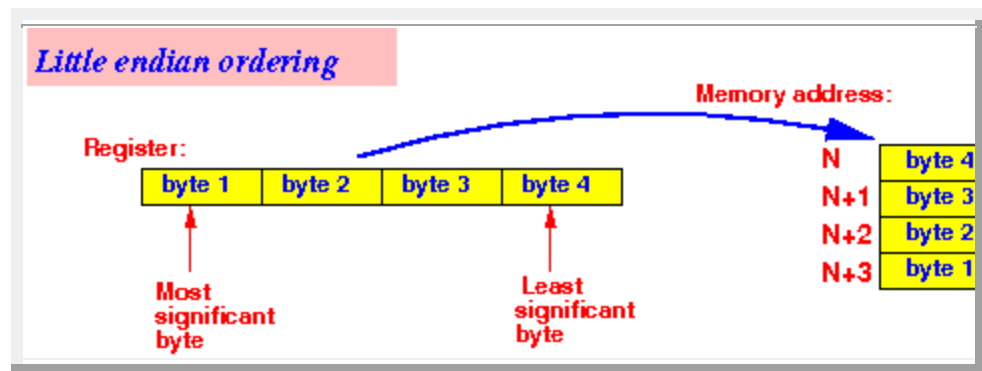 Little endian ordering
Memory address:
Register:
byte 1 byte 2 byte 3 byte 4
N byte 4
N+1 byte 3
N+2 byte 2
N+3 byte 1
Most
significant
byte
Least
significant
byte